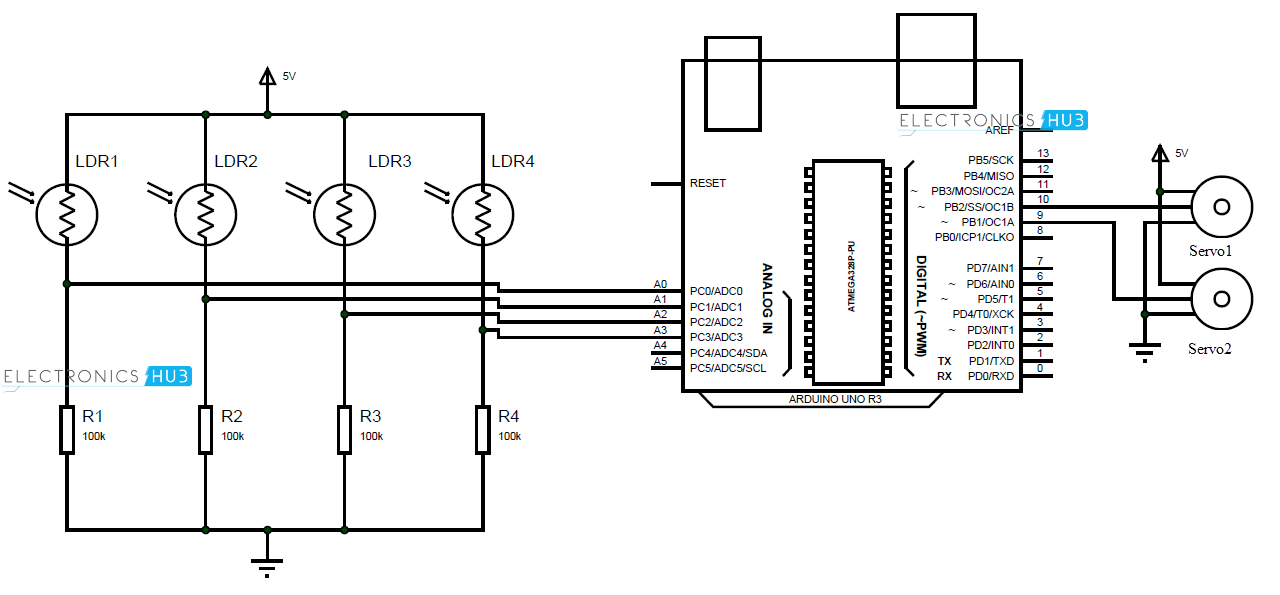 5V
LDR1
LDR2
LDR3
LDR4
ELECTRONICS HU3
R1
100k
R2
100k
R3
100k
R4
100k
ELECTRONICS HU3
AREF
RESET
PB5/SCK 13
PB4/MISO 12
~ PB3/MOSI/OC2A 11
~ PB2/SS/OC1B 10
~ PB1/OC1A 9
PB0/ICP1/CLKO 8
PD7/AIN1 7
~ PD6/AIN0 6
~ PD5/T1 5
PD4/T0/XCK 4
~ PD3/INT1 3
PD2/INT0 2
TX PD1/TXD 1
RX PD0/RXD 0
A0 PC0/ADC0
A1 PC1/ADC1
A2 PC2/ADC2
A3 PC3/ADC3
A4 PC4/ADC4/SDA
A5 PC5/ADC5/SCL
ANALOG IN
ATMEGA328P-PU
DIGITAL (~PWM)
ARDUINO UNO R3
5V
Servo1
Servo2